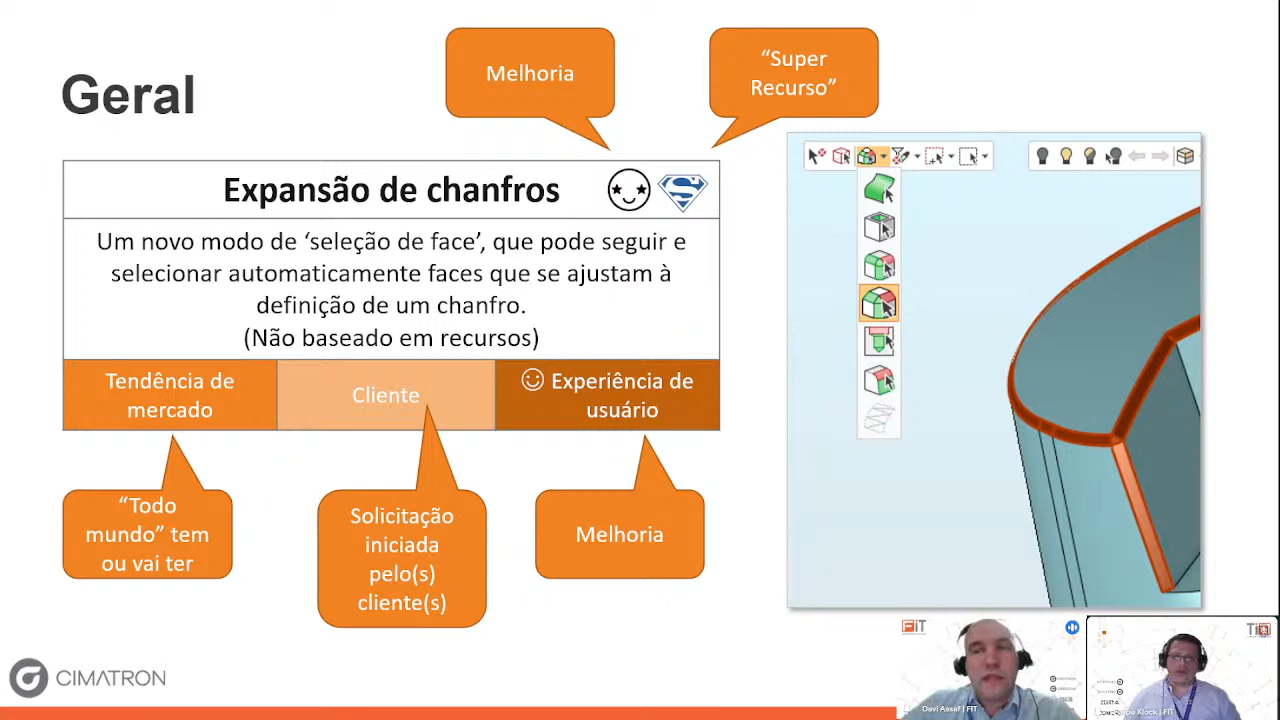 Geral
Melhoria
“Super
Recurso”
Expansão de chanfros
Um novo modo de ‘seleção de face’, que pode seguir e
selecionar automaticamente faces que se ajustam à
definição de um chanfro.
(Não baseado em recursos)
Tendência de
mercado
Cliente
Experiência de
usuário
“Todo
mundo” tem
ou vai ter
Solicitação
iniciada
pelo(s)
cliente(s)
Melhoria
CIMATRON
FiT
Davi Assaf | FIT
Klock | FIT